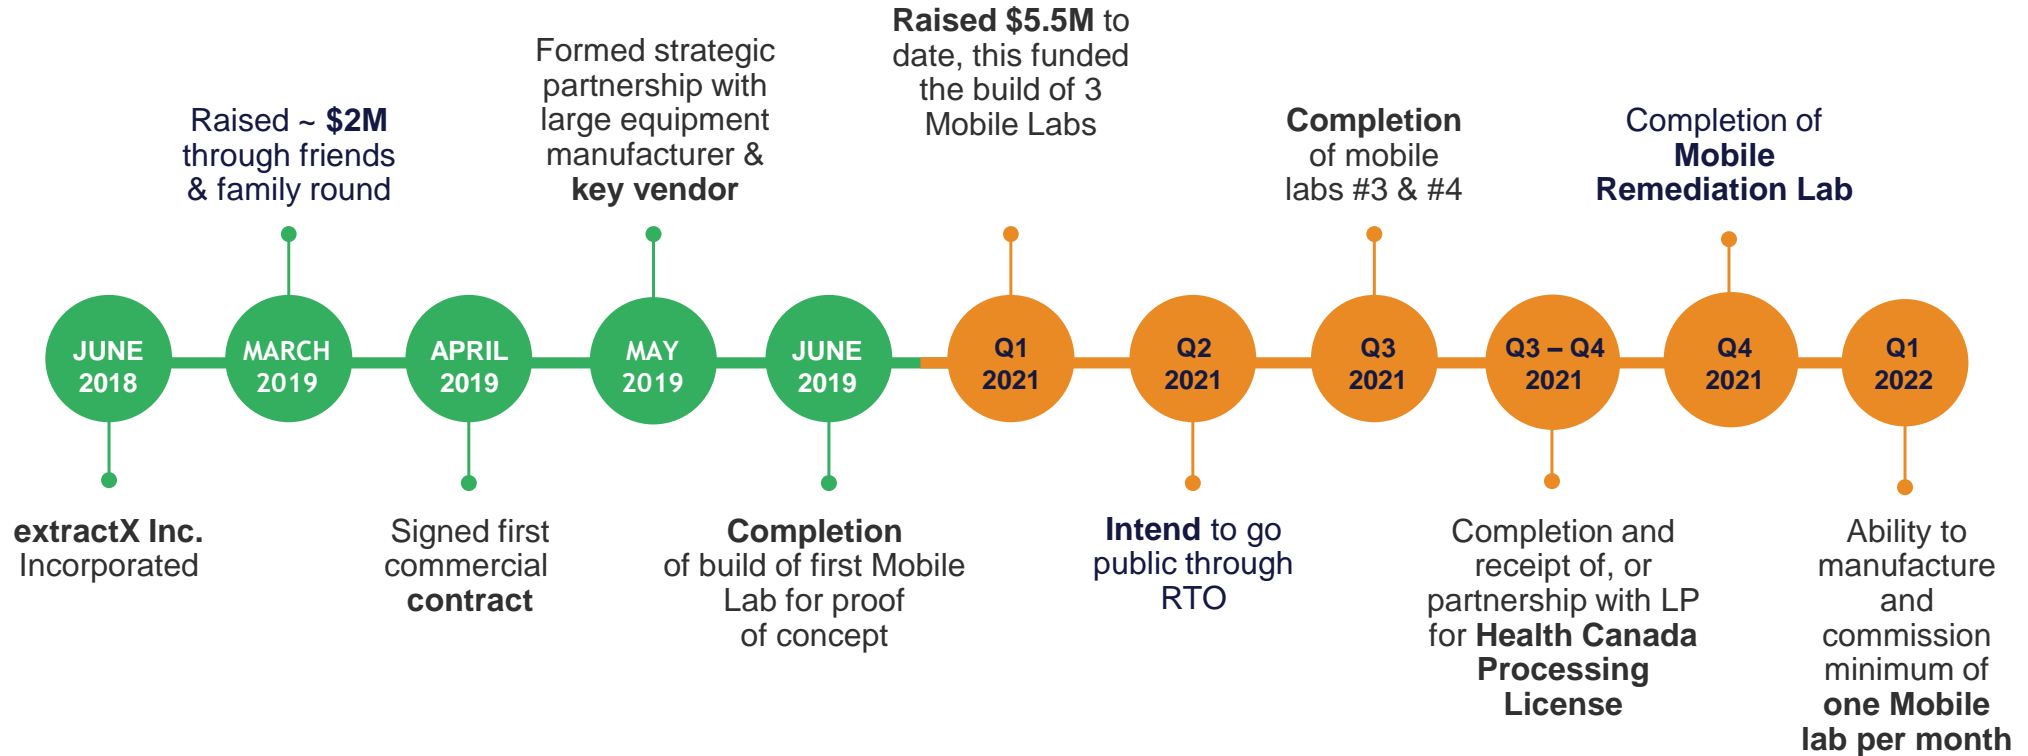 JUNE
2018
extractX Inc.
Incorporated
Raised ~ $2M
through friends
& family round
MARCH
2019
APRIL
2019
Signed first
commercial
contract
Formed strategic
partnership with
large equipment
manufacturer &
key vendor
MAY
2019
JUNE
2019
Completion
of build of first Mobile
Lab for proof
of concept
Raised $5.5M to
date, this funded
the build of 3
Mobile Labs
Q1
2021
Q2
2021
Intend to go
public through
RTO
Completion
of mobile
labs #3 & #4
Q3
2021
Q3 – Q4
2021
Completion and
receipt of, or
partnership with LP
for Health Canada
Processing
License
Completion of
Mobile
Remediation Lab
Q4
2021
Q1
2022
Ability to
manufacture
and
commission
minimum of
one Mobile
lab per month